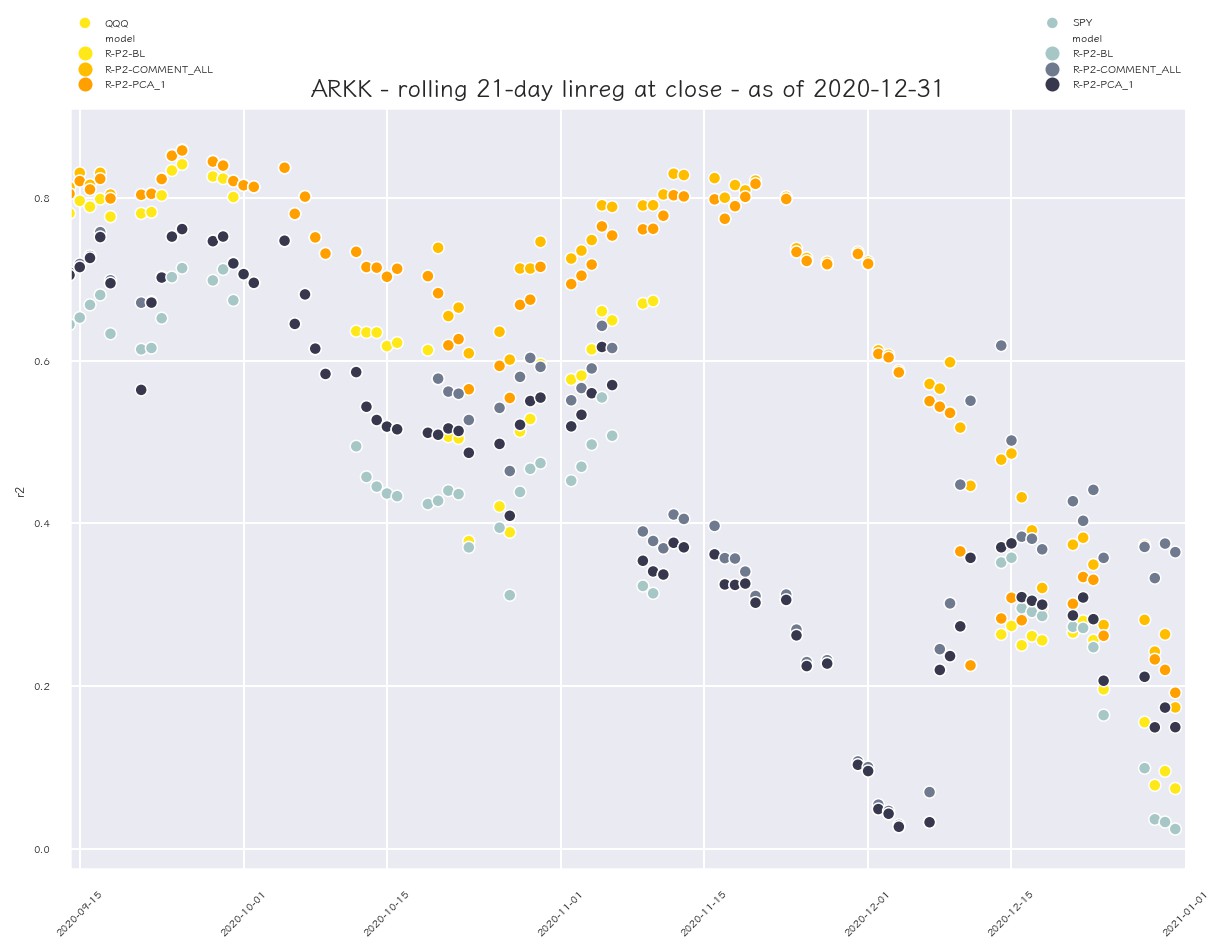 QQQ
model
R-P2-BL
R-P2-COMMENT_ALL
R-P2-PCA_1
SPY
model
R-P2-BL
R-P2-COMMENT_ALL
R-P2-PCA_1
ARKK - rolling 21-day linreg at close - as of 2020-12-31
r2
0.8
0.6
0.4
0.2
0.0
2020-09-15
2020-10-01
2020-10-15
2020-11-01
2020-11-15
2020-12-01
2020-12-15
2021-01-01